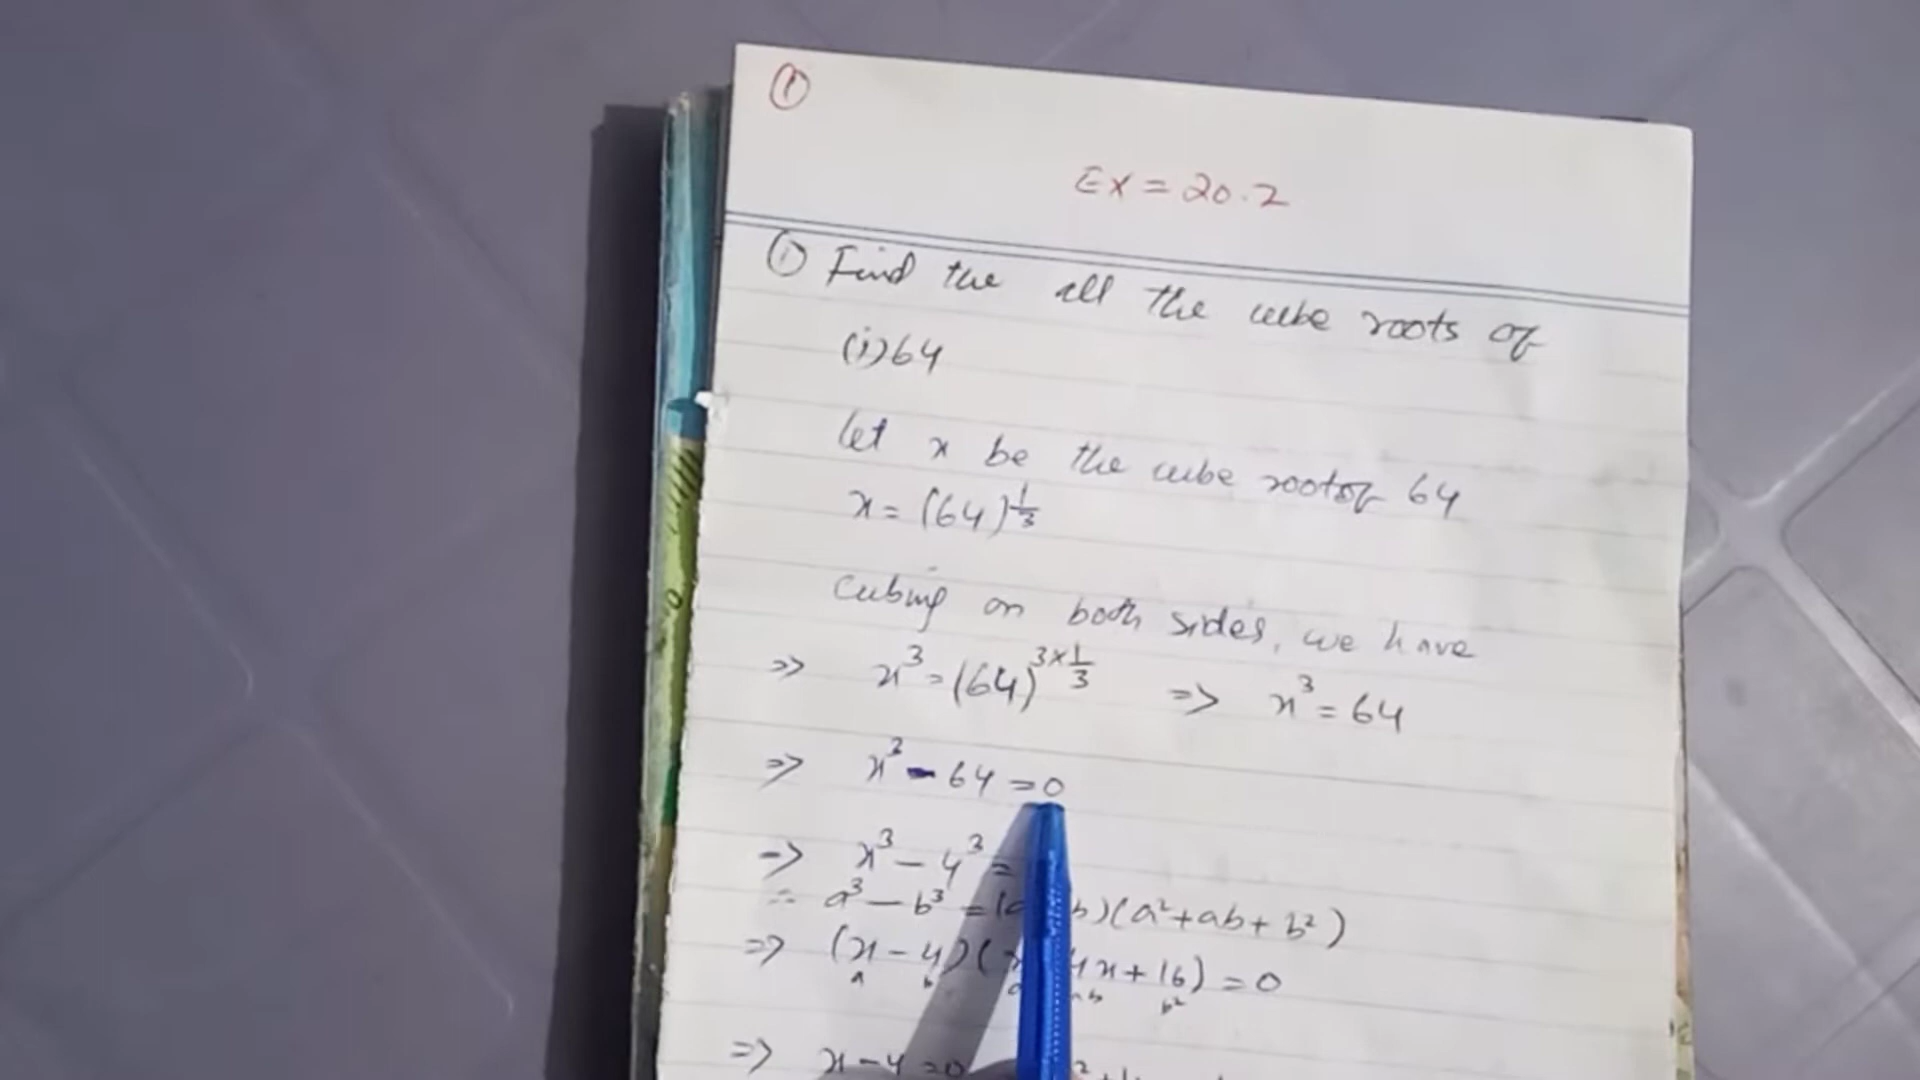 ①
Ex = 20.2
① Find the all the cube roots of
(i) 64
let x be the cube root of 64
x = (64)^1/3
Cubing on both sides, we have
=> x³ = (64)^3×1/3 => x³ = 64
=> x³ - 64 = 0
=> x³ - 4³ =
∴ a³ - b³ = (a b)(a² + ab + b²)
=> (x - 4)( 4x + 16) = 0
a b a ab b²
=> x - 4 = 0